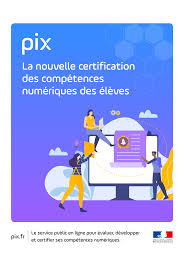 pix
La nouvelle certification
des compétences
numériques des élèves
pix.fr
Le service public en ligne pour évaluer, développer
et certifier ses compétences numériques.